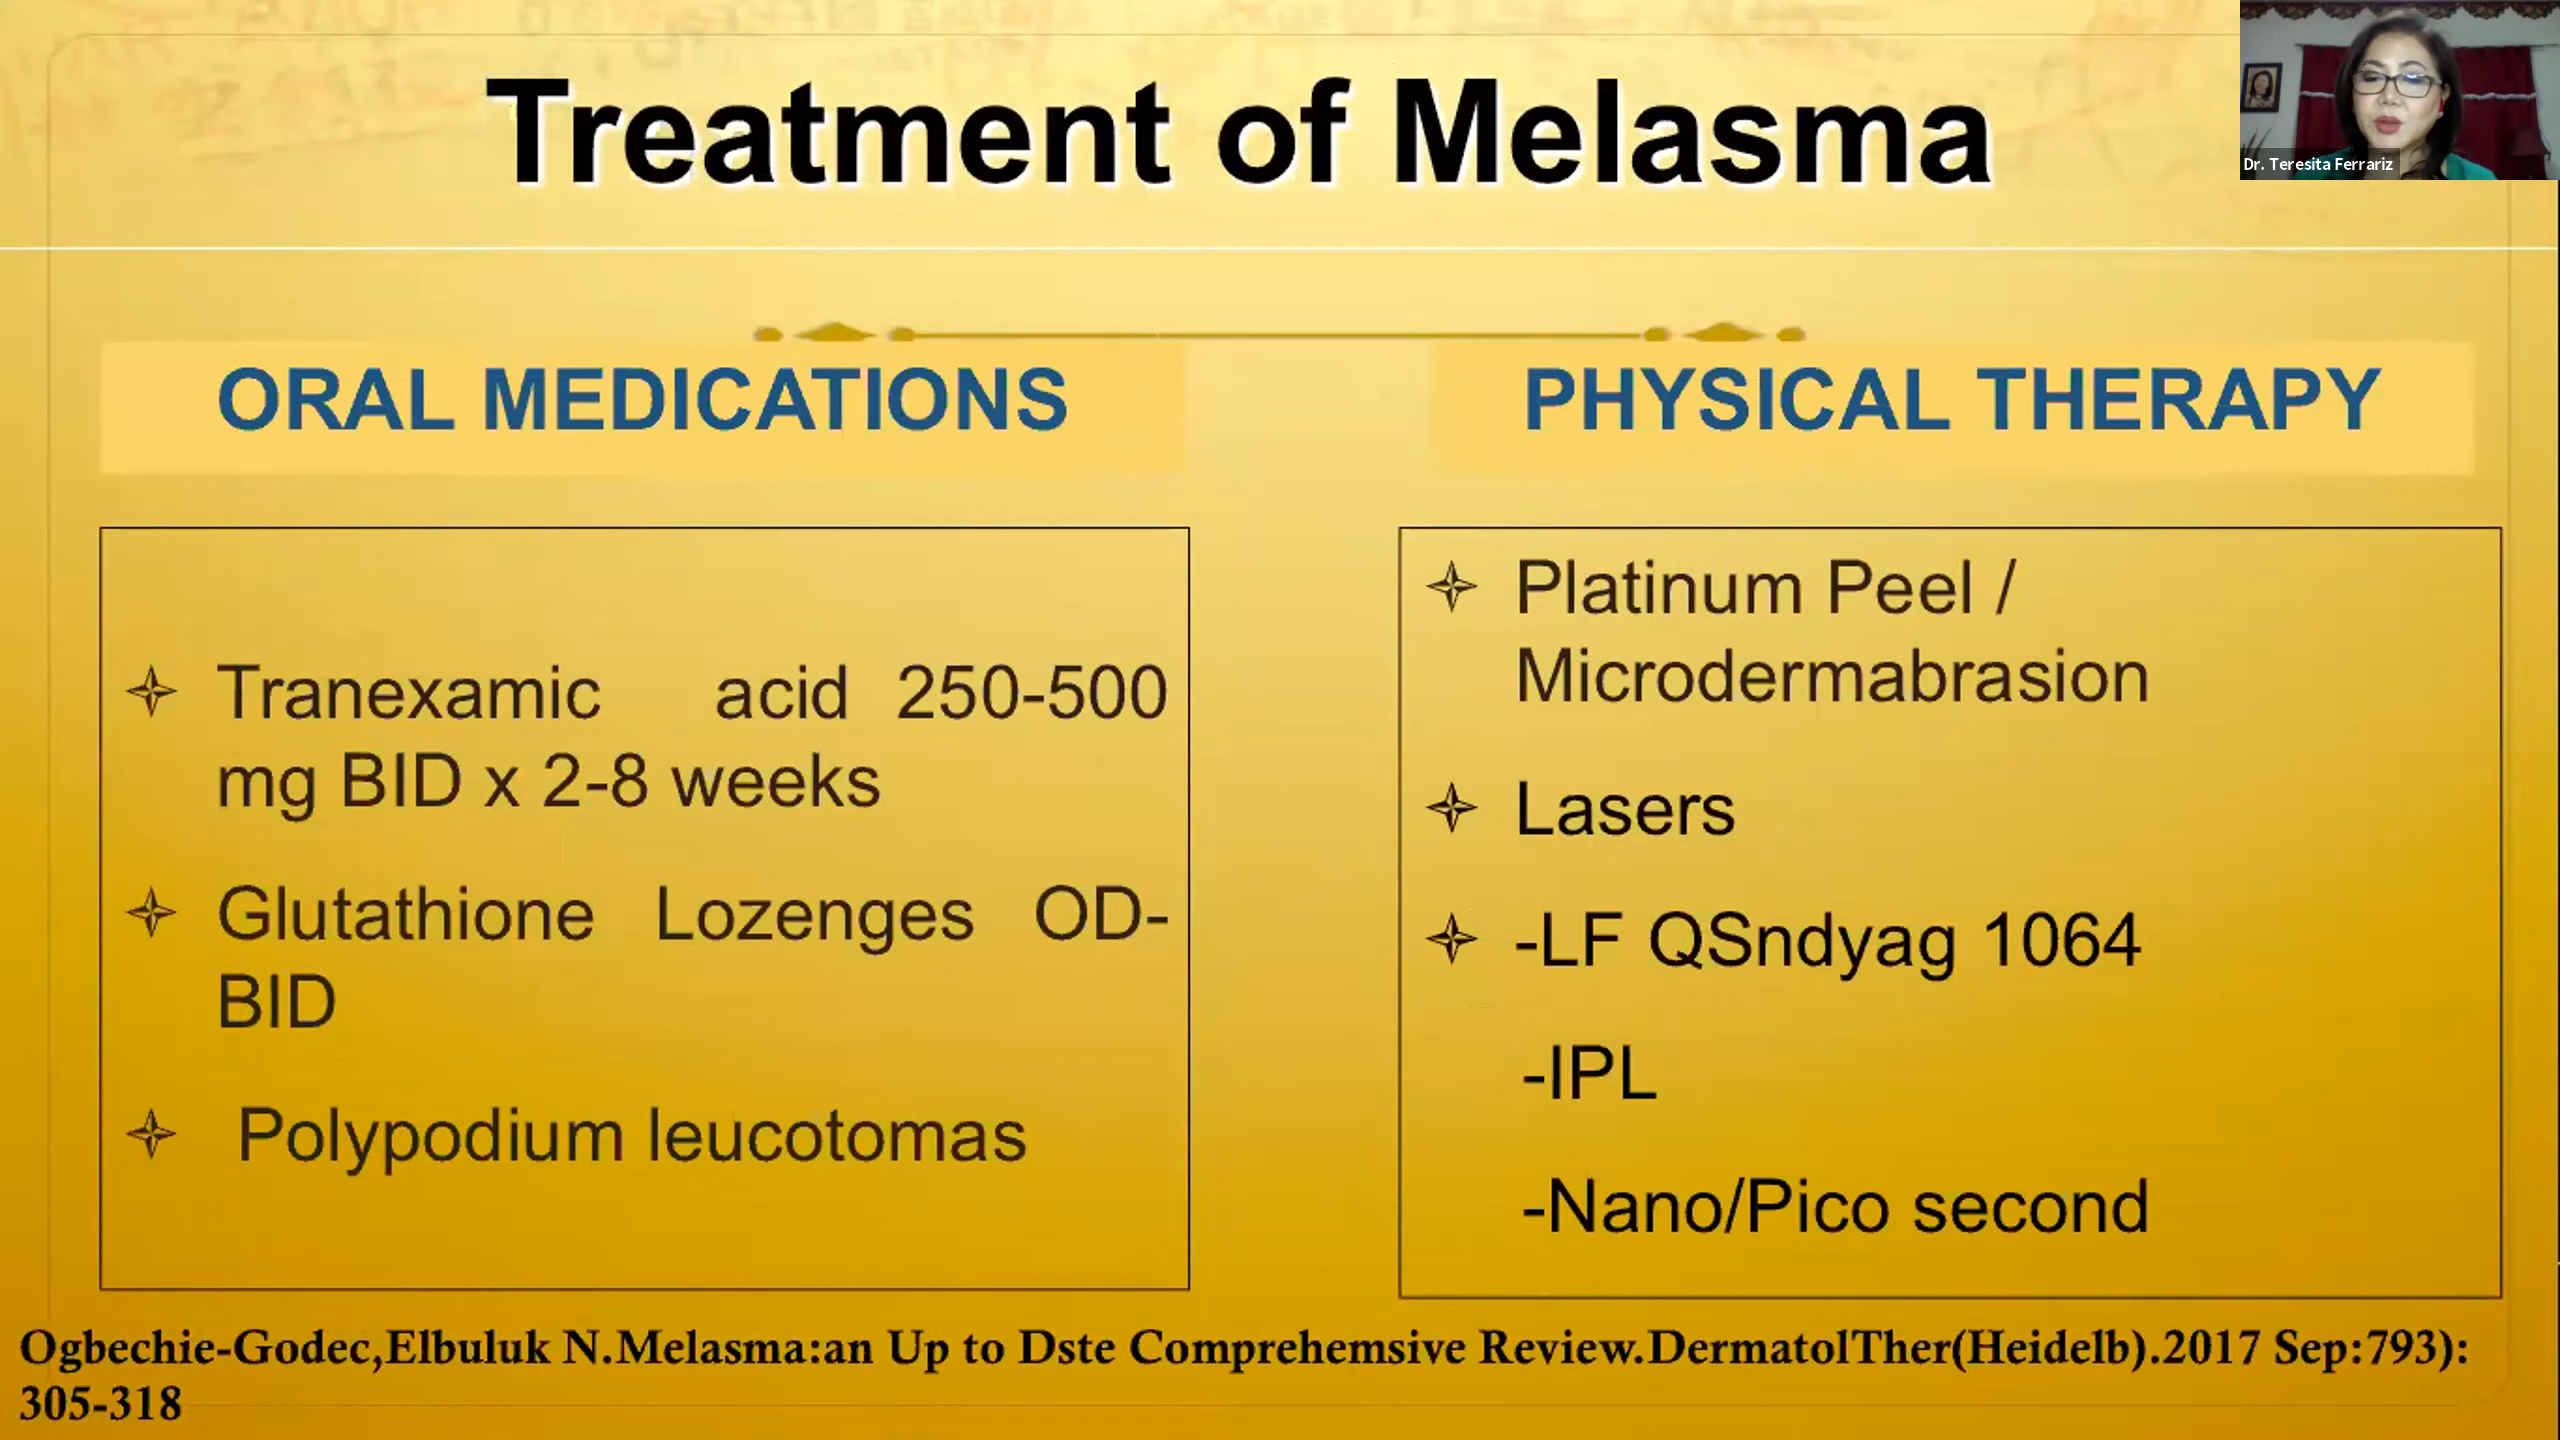 Treatment of Melasma
Dr. Teresita Ferrariz
ORAL MEDICATIONS
Tranexamic acid 250-500
mg BID x 2-8 weeks
Glutathione Lozenges OD-
BID
Polypodium leucotomas
PHYSICAL THERAPY
Platinum Peel /
Microdermabrasion
Lasers
-LF QSndyag 1064
-IPL
-Nano/Pico second
Ogbechie-Godec,Elbuluk N.Melasma:an Up to Dste Comprehemsive Review.DermatolTher(Heidelb).2017 Sep:793):
305-318